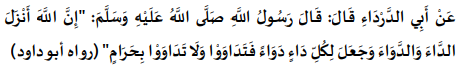 عَنْ أَبِي الدَّرْدَاءِ قَالَ: قَالَ رَسُولُ اللَّهِ صَلَّى اللَّهُ عَلَيْهِ وَسَلَّمَ: "إِنَّ اللَّهَ أَنْزَلَ
الدَّاءَ وَالدَّوَاءَ وَجَعَلَ لِكُلِّ دَاءٍ دَوَاءً فَتَدَاوَوْا وَلَا تَدَاوَوْا بِحَرَامٍ" (رواه أبو داود)